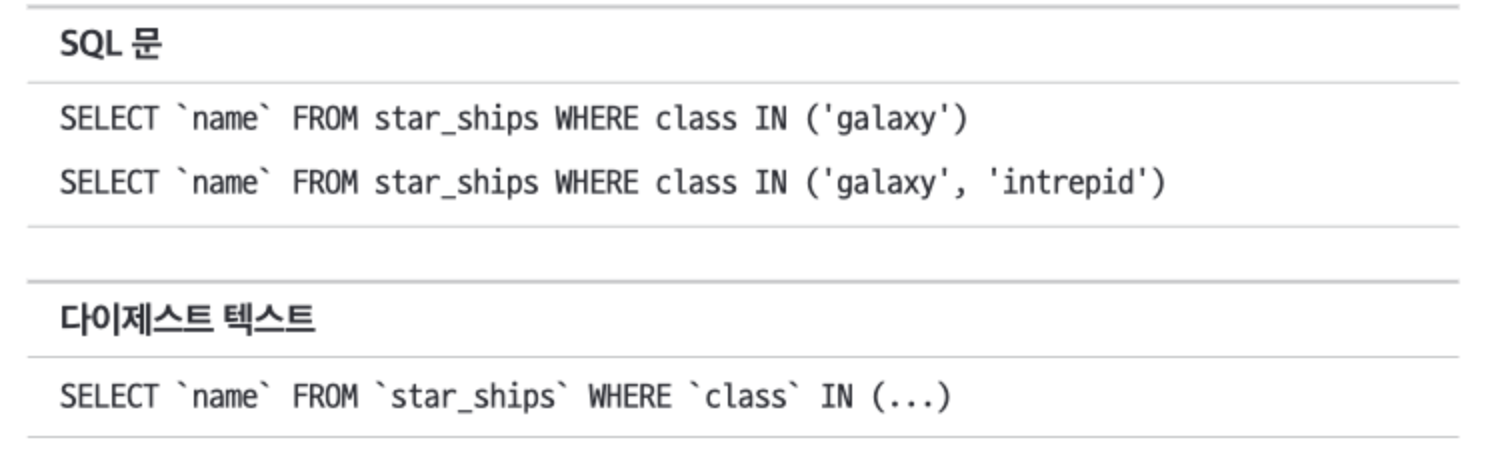 SQL 문
SELECT `name` FROM star_ships WHERE class IN ('galaxy')
SELECT `name` FROM star_ships WHERE class IN ('galaxy', 'intrepid')
다이제스트 텍스트
SELECT `name` FROM `star_ships` WHERE `class` IN (...)